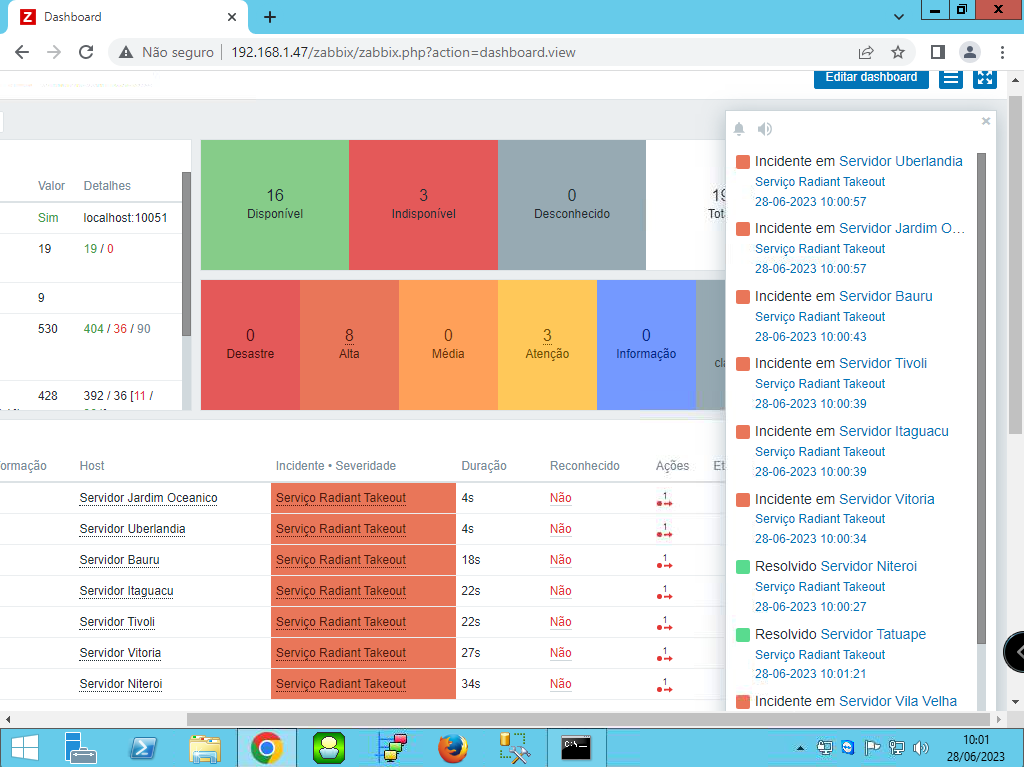 Dashboard
Não seguro
192.168.1.47/zabbix/zabbix.php?action=dashboard.view
Editar dashboard
Valor Detalhes
Sim localhost:10051
19 19 / 0
9
530 404 / 36 / 90
428 392 / 36 [11 /
16
Disponível
3
Indisponível
0
Desconhecido
0
Desastre
8
Alta
0
Média
3
Atenção
0
Informação
Host Incidente • Severidade Duração Reconhecido Ações
Servidor Jardim Oceanico Serviço Radiant Takeout 4s Não 1
Servidor Uberlandia Serviço Radiant Takeout 4s Não 1
Servidor Bauru Serviço Radiant Takeout 18s Não 1
Servidor Itaguacu Serviço Radiant Takeout 22s Não 1
Servidor Tivoli Serviço Radiant Takeout 22s Não 1
Servidor Vitoria Serviço Radiant Takeout 27s Não 1
Servidor Niteroi Serviço Radiant Takeout 34s Não 1
Incidente em Servidor Uberlandia
Serviço Radiant Takeout
28-06-2023 10:00:57
Incidente em Servidor Jardim O…
Serviço Radiant Takeout
28-06-2023 10:00:57
Incidente em Servidor Bauru
Serviço Radiant Takeout
28-06-2023 10:00:43
Incidente em Servidor Tivoli
Serviço Radiant Takeout
28-06-2023 10:00:39
Incidente em Servidor Itaguacu
Serviço Radiant Takeout
28-06-2023 10:00:39
Incidente em Servidor Vitoria
Serviço Radiant Takeout
28-06-2023 10:00:34
Resolvido Servidor Niteroi
Serviço Radiant Takeout
28-06-2023 10:00:27
Resolvido Servidor Tatuape
Serviço Radiant Takeout
28-06-2023 10:01:21
Incidente em Servidor Vila Velha
10:01
28/06/2023